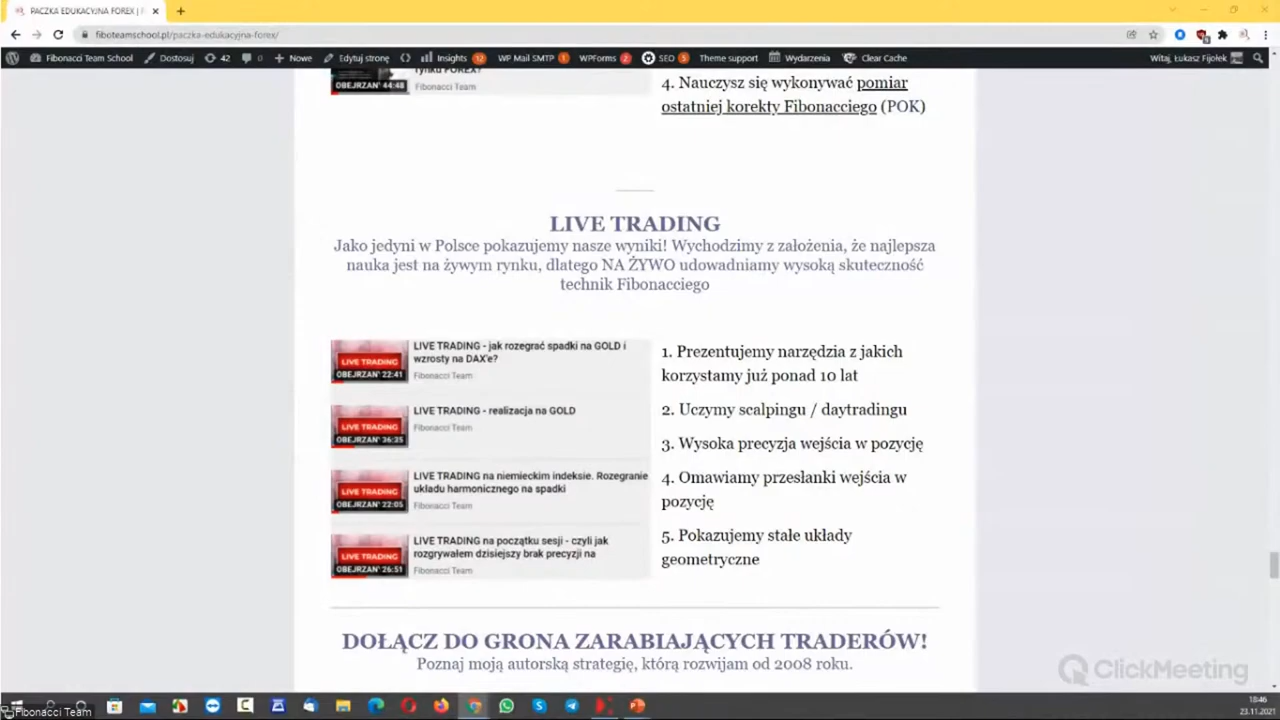 PACZKA EDUKACYJNA FOREX | F
fiboteamschool.pl/paczka-edukacyjna-forex/
Fibonacci Team School Dostosuj 42 0 Nowe Edytuj stronę Insights 12 WP Mail SMTP 1 WPForms 2 SEO 5 Theme support Wydarzenia Clear Cache Witaj, Łukasz Fijołek
rynku FOREX?
OBEJRZAN' 44:48
Fibonacci Team
4. Nauczysz się wykonywać pomiar
ostatniej korekty Fibonacciego (POK)
LIVE TRADING
Jako jedyni w Polsce pokazujemy nasze wyniki! Wychodzimy z założenia, że najlepsza
nauka jest na żywym rynku, dlatego NA ŻYWO udowadniamy wysoką skuteczność
technik Fibonacciego
LIVE TRADING
OBEJRZAN' 22:41
LIVE TRADING - jak rozegrać spadki na GOLD i
wzrosty na DAX'e?
Fibonacci Team
LIVE TRADING
OBEJRZAN' 36:35
LIVE TRADING - realizacja na GOLD
Fibonacci Team
LIVE TRADING
OBEJRZAN' 22:05
LIVE TRADING na niemieckim indeksie. Rozegranie
układu harmonicznego na spadki
Fibonacci Team
LIVE TRADING
OBEJRZAN' 26:51
LIVE TRADING na początku sesji - czyli jak
rozgrywałem dzisiejszy brak precyzji na
Fibonacci Team
1. Prezentujemy narzędzia z jakich
korzystamy już ponad 10 lat
2. Uczymy scalpingu / daytradingu
3. Wysoka precyzja wejścia w pozycję
4. Omawiamy przesłanki wejścia w
pozycję
5. Pokazujemy stałe układy
geometryczne
DOŁĄCZ DO GRONA ZARABIAJĄCYCH TRADERÓW!
Poznaj moją autorską strategię, którą rozwijam od 2008 roku.
ClickMeeting
Fibonacci Team
18:46
23.11.2021